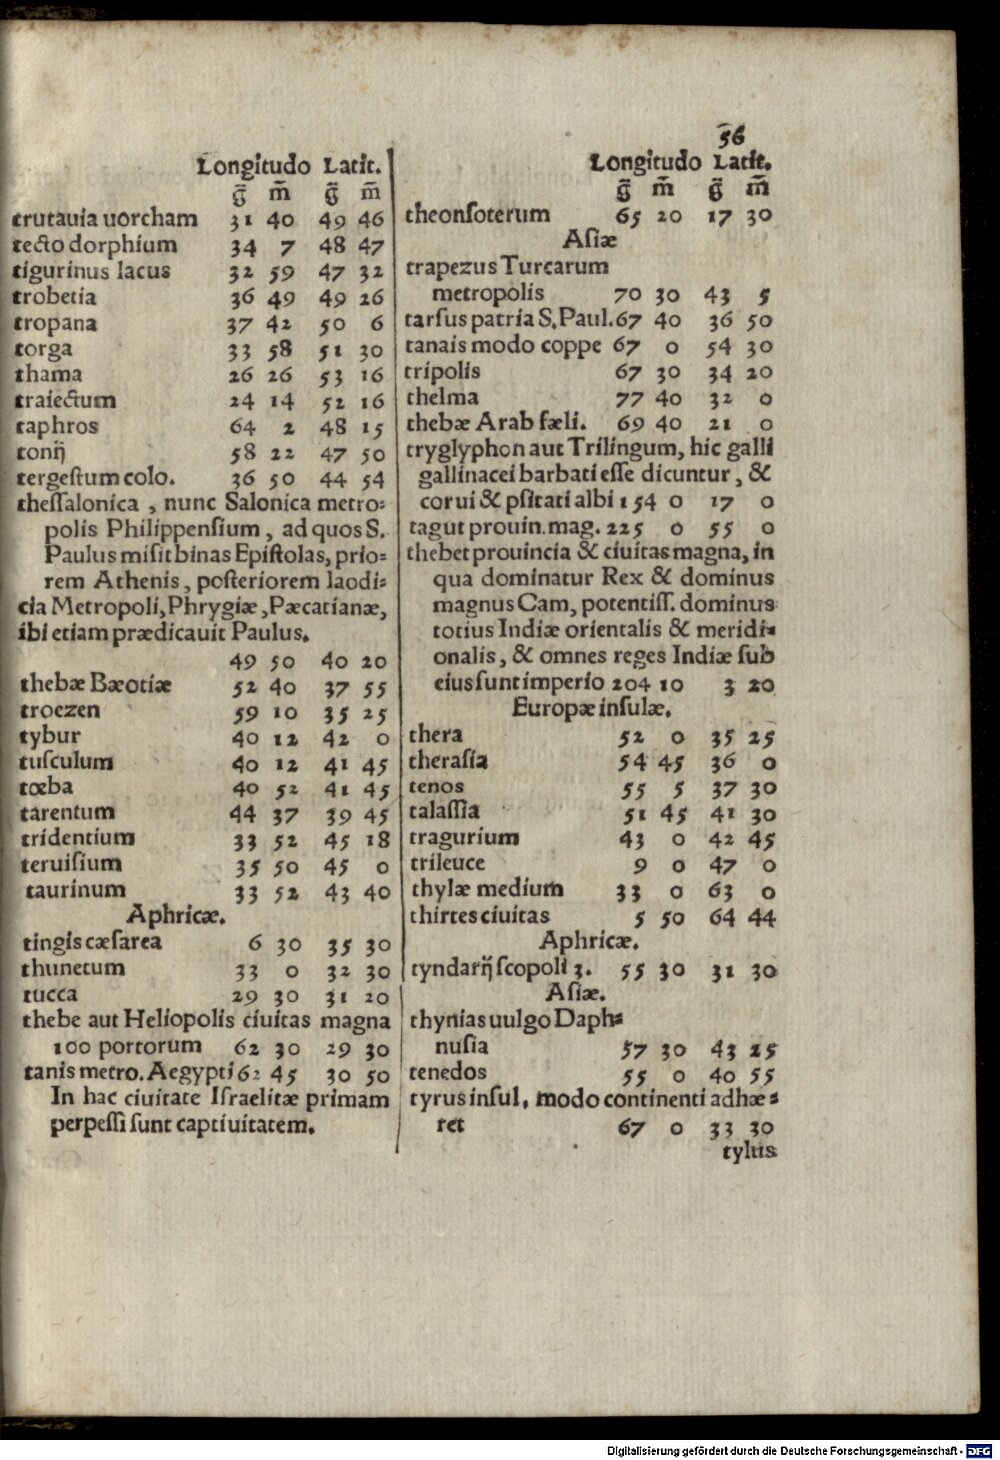 56
Longitudo Latit.
g̃ m̃ g̃ m̃
trutauia uorcham 31 40 49 46
tecto dorphium 34 7 48 47
tigurinus lacus 32 59 47 32
trobetia 36 49 49 26
tropana 37 42 50 6
torga 33 58 51 30
thama 26 26 53 16
traiectum 24 14 52 16
taphros 64 2 48 15
tonĳ 58 22 47 50
tergestum colo. 36 50 44 54
thessalonica, nunc Salonica metro=
polis Philippensium, ad quos S.
Paulus misit binas Epistolas, prio=
rem Athenis, posteriorem laodi=
cia Metropoli, Phrygiæ, Pæcatianæ,
ibi etiam prædicauit Paulus.
49 50 40 20
thebæ Bæotiæ 52 40 37 55
troezen 59 10 35 25
tybur 40 12 42 0
tusculum 40 12 41 45
tœba 40 52 41 45
tarentum 44 37 39 45
tridentium 33 52 45 18
teruisium 35 50 45 0
taurinum 33 52 43 40
Aphricæ.
tingis cæsarea 6 30 35 30
thunetum 33 0 32 30
tucca 29 30 31 20
thebe aut Heliopolis ciuitas magna
100 portorum 62 30 29 30
tanis metro. Aegypti 62 45 30 50
In hac ciuitate Israelitæ primam
perpessi sunt captiuitatem.
Longitudo Latit.
g̃ m̃ g̃ m̃
theonsoterum 65 20 17 30
Asiæ
trapezus Turcarum
metropolis 70 30 43 5
tarsus patria S. Paul. 67 40 36 50
tanais modo coppe 67 0 54 30
tripolis 67 30 34 20
thelma 77 40 32 0
thebæ Arab fæli. 69 40 21 0
tryglyphon aut Trilingum, hic galli
gallinacei barbati esse dicuntur, &
corui & psitati albi 154 0 17 0
tagut prouin. mag. 225 0 55 0
thebet prouincia & ciuitas magna, in
qua dominatur Rex & dominus
magnus Cam, potentiss. dominus
totius Indiæ orientalis & meridi=
onalis, & omnes reges Indiæ sub
eius sunt imperio 204 10 3 20
Europæ insulæ.
thera 52 0 35 25
therasia 54 45 36 0
tenos 55 5 37 30
talassia 51 45 41 30
tragurium 43 0 42 45
trileuce 9 0 47 0
thylæ medium 33 0 63 0
thirtes ciuitas 5 50 64 44
Aphricæ.
tyndarĳ scopoli 3. 55 30 31 30
Asiæ.
thynias uulgo Daph=
nusia 57 30 43 25
tenedos 55 0 40 55
tyrus insul, modo continenti adhæ=
ret 67 0 33 30
tylus
Digitalisierung gefördert durch die Deutsche Forschungsgemeinschaft - DFG